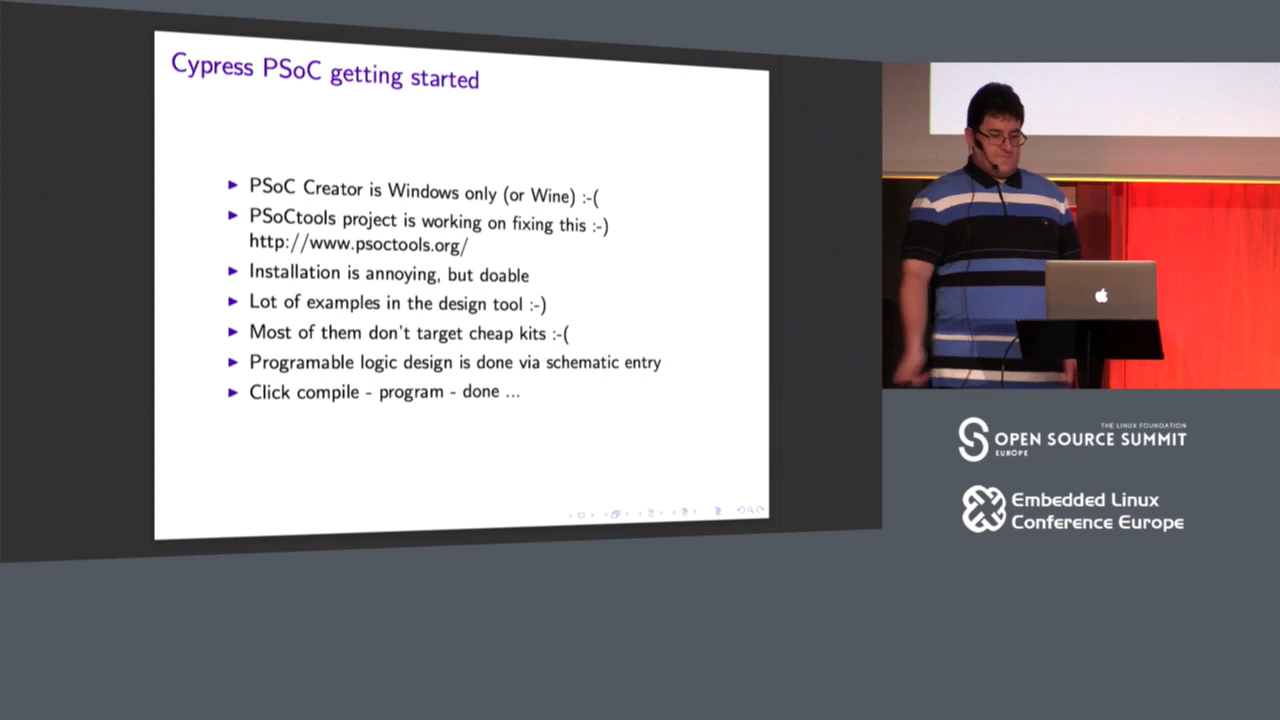 Cypress PSoC getting started
PSoC Creator is Windows only (or Wine) :-(
PSoCtools project is working on fixing this :-)
http://www.psoctools.org/
Installation is annoying, but doable
Lot of examples in the design tool :-)
Most of them don't target cheap kits :-(
Programable logic design is done via schematic entry
Click compile - program - done ...
THE LINUX FOUNDATION
OPEN SOURCE SUMMIT
EUROPE
Embedded Linux
Conference Europe